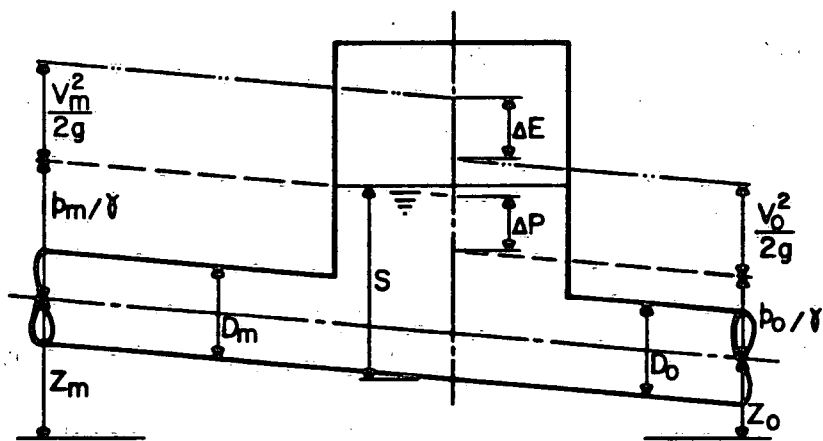 V_m^2/2g
p_m/γ
D_m
Z_m
S
ΔE
ΔP
V_o^2/2g
p_o/γ
D_o
Z_o